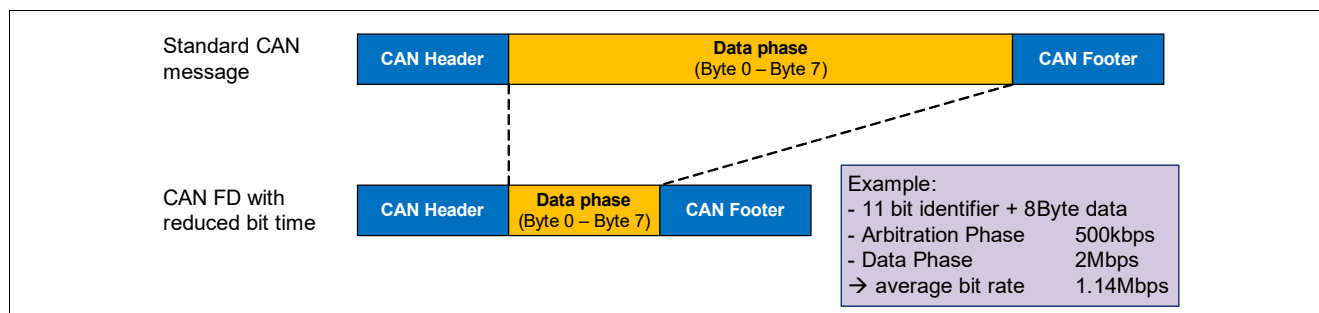 Standard CAN
message
CAN Header
Data phase
(Byte 0 – Byte 7)
CAN Footer
CAN FD with
reduced bit time
CAN Header
Data phase
(Byte 0 – Byte 7)
CAN Footer
Example:
- 11 bit identifier + 8Byte data
- Arbitration Phase 500kbps
- Data Phase 2Mbps
→ average bit rate 1.14Mbps